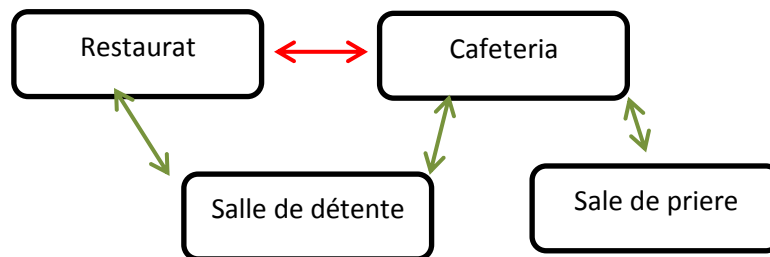 Restaurat
Cafeteria
Salle de détente
Sale de priere